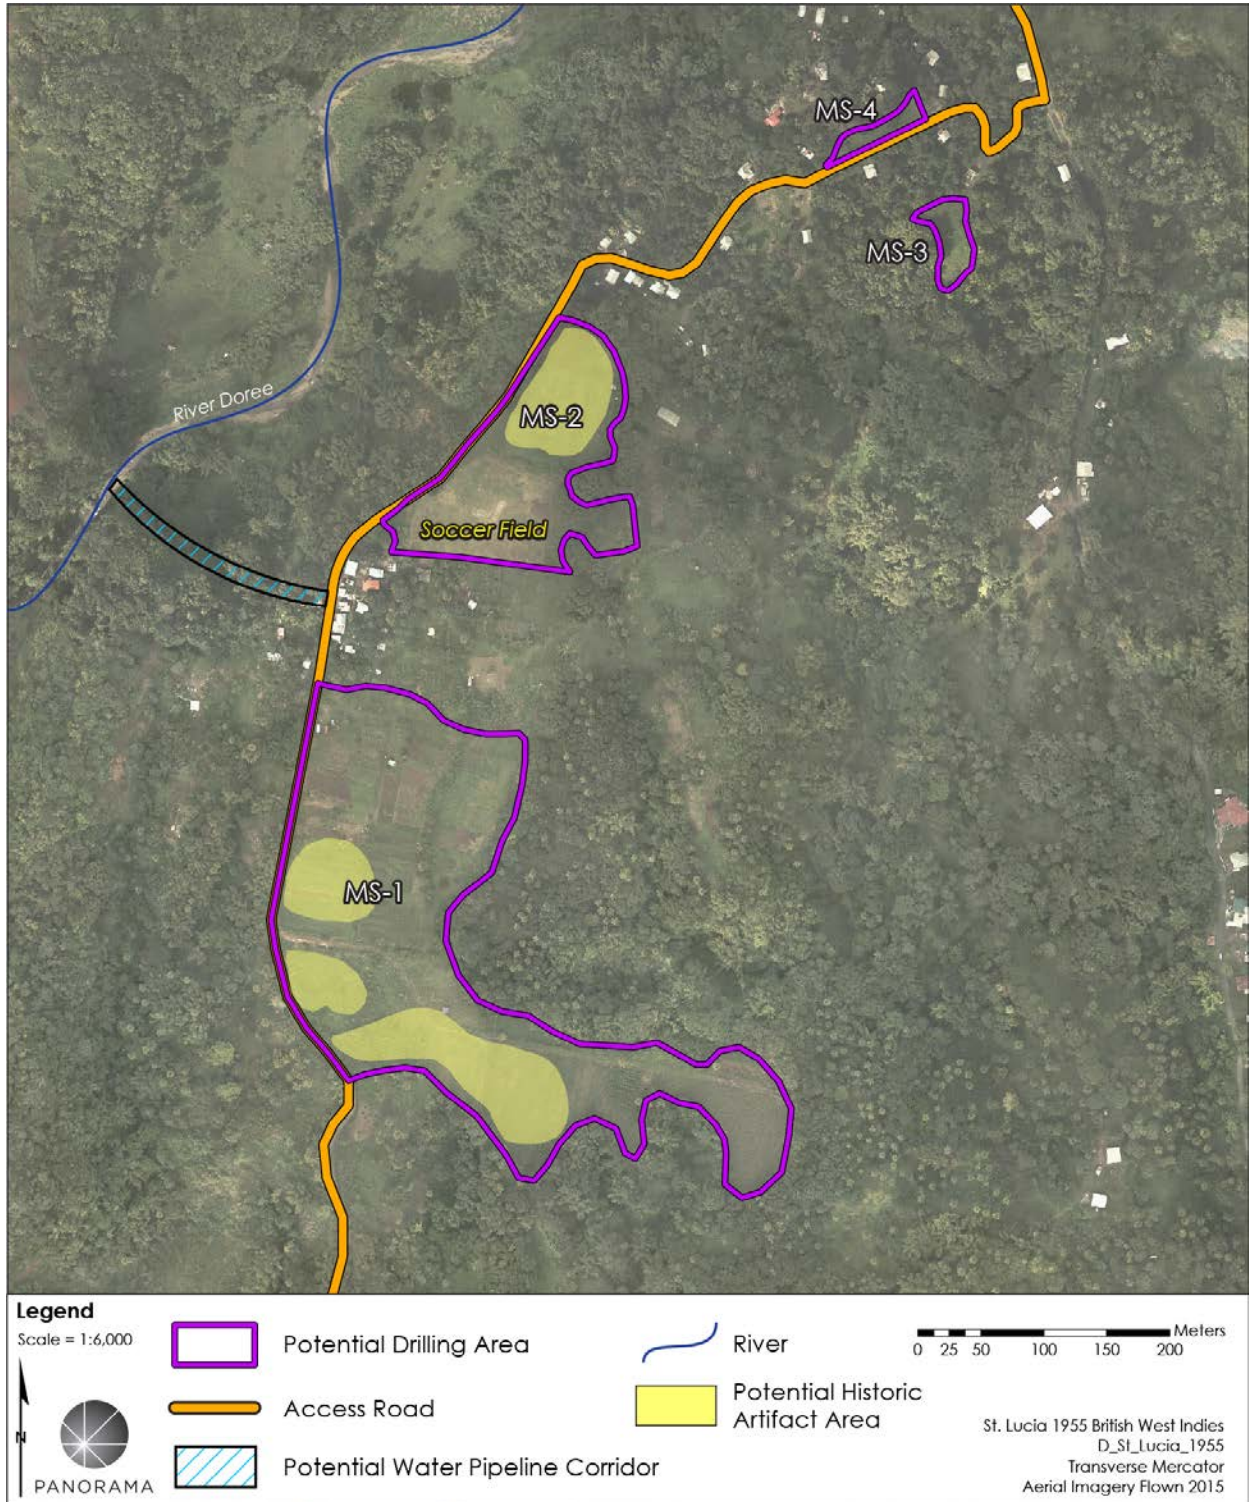 MS-4
MS-3
River Doree
MS-2
Soccer Field
MS-1
Legend
Scale = 1:6,000
N
PANORAMA
Potential Drilling Area
Access Road
Potential Water Pipeline Corridor
River
Potential Historic
Artifact Area
Meters
0 25 50 100 150 200
St. Lucia 1955 British West Indies
D_St_Lucia_1955
Transverse Mercator
Aerial Imagery Flown 2015